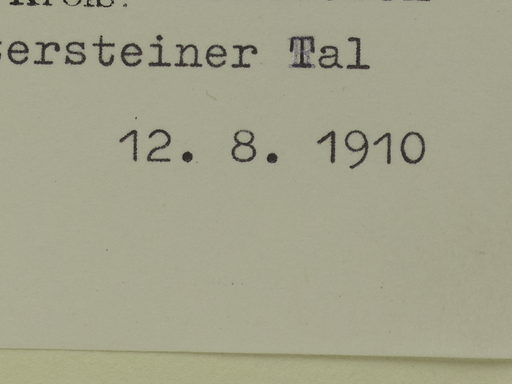 ersteiner Tal
12. 8. 1910